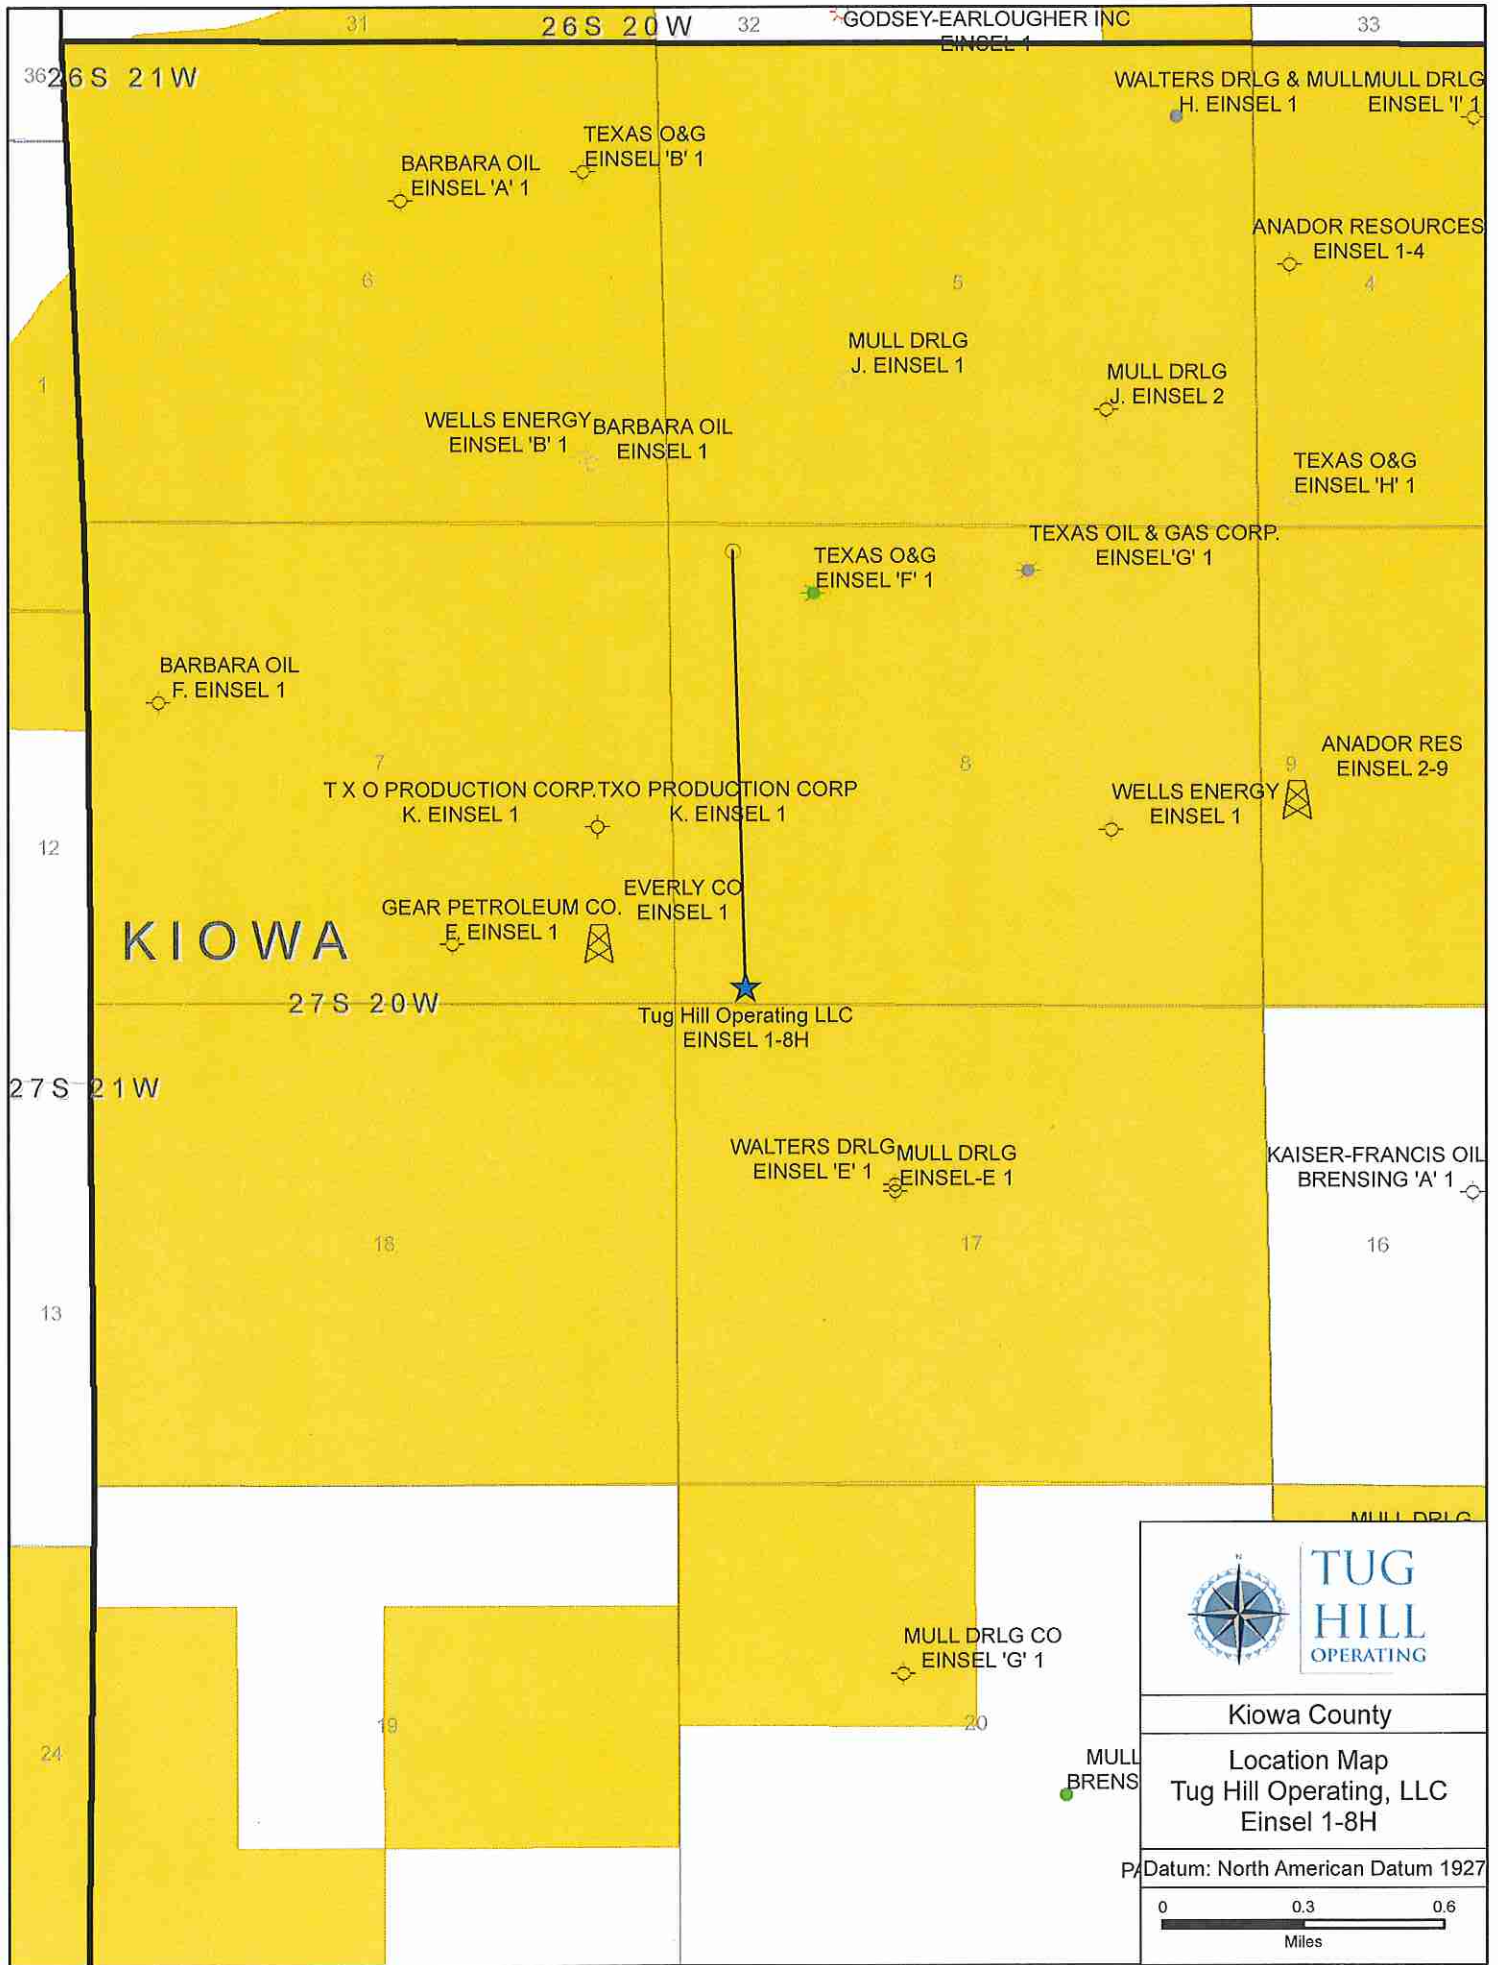 31
26S 20W
32
GODSEY-EARLOUGHER INC
EINSEL 1
33
36
26S 21W
WALTERS DRLG & MULL
H. EINSEL 1
MULL DRLG
EINSEL 'I' 1
TEXAS O&G
EINSEL 'B' 1
BARBARA OIL
EINSEL 'A' 1
ANADOR RESOURCES
EINSEL 1-4
6
5
4
MULL DRLG
J. EINSEL 1
MULL DRLG
J. EINSEL 2
1
WELLS ENERGY
EINSEL 'B' 1
BARBARA OIL
EINSEL 1
TEXAS O&G
EINSEL 'H' 1
TEXAS O&G
EINSEL 'F' 1
TEXAS OIL & GAS CORP.
EINSEL'G' 1
BARBARA OIL
F. EINSEL 1
7
8
9
ANADOR RES
EINSEL 2-9
T X O PRODUCTION CORP.
K. EINSEL 1
TXO PRODUCTION CORP
K. EINSEL 1
WELLS ENERGY
EINSEL 1
12
GEAR PETROLEUM CO.
E. EINSEL 1
EVERLY CO
EINSEL 1
KIOWA
27S 20W
Tug Hill Operating LLC
EINSEL 1-8H
27S 21W
WALTERS DRLG
EINSEL 'E' 1
MULL DRLG
EINSEL-E 1
KAISER-FRANCIS OIL
BRENSING 'A' 1
18
17
16
13
MULL DRLG
MULL DRLG CO
EINSEL 'G' 1
19
20
24
MULL
BRENS
PA
N
TUG
HILL
OPERATING
Kiowa County
Location Map
Tug Hill Operating, LLC
Einsel 1-8H
Datum: North American Datum 1927
0 0.3 0.6
Miles